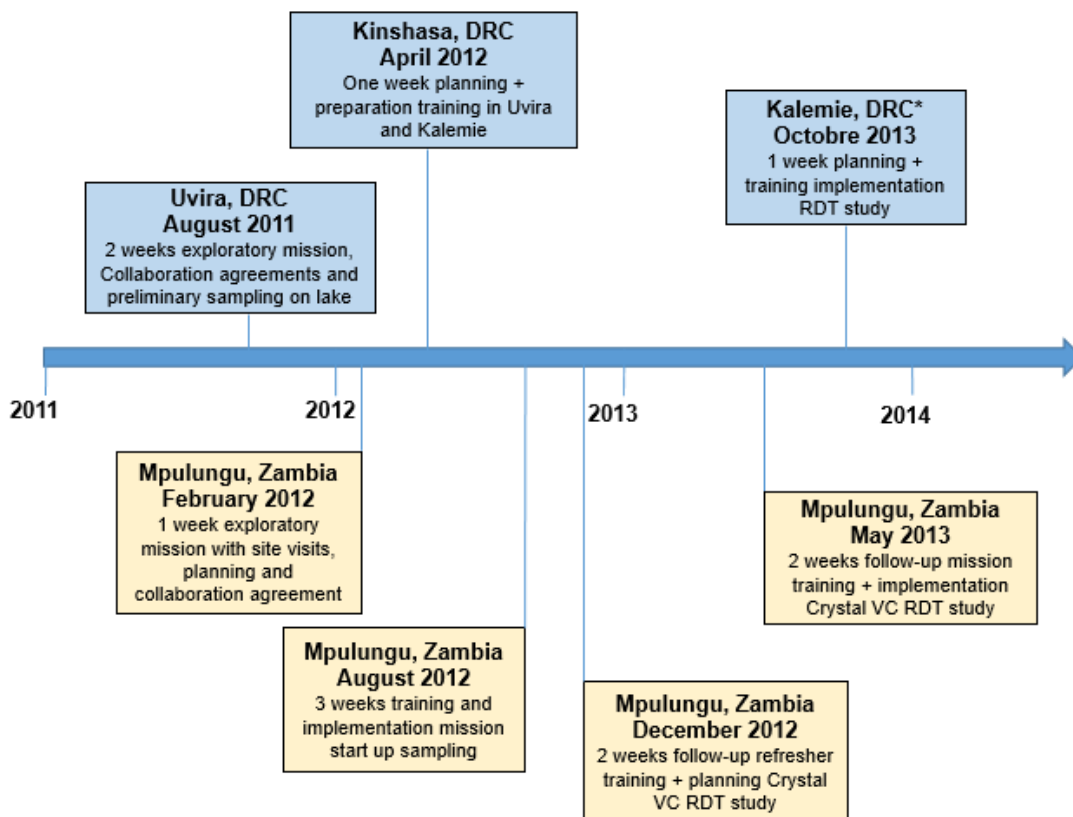 Kinshasa, DRC
April 2012
One week planning +
preparation training in Uvira
and Kalemie
Kalemie, DRC*
Octobre 2013
1 week planning +
training implementation
RDT study
Uvira, DRC
August 2011
2 weeks exploratory mission,
Collaboration agreements and
preliminary sampling on lake
2011
2012
2013
2014
Mpulungu, Zambia
February 2012
1 week exploratory
mission with site visits,
planning and
collaboration agreement
Mpulungu, Zambia
May 2013
2 weeks follow-up mission
training + implementation
Crystal VC RDT study
Mpulungu, Zambia
August 2012
3 weeks training and
implementation mission
start up sampling
Mpulungu, Zambia
December 2012
2 weeks follow-up refresher
training + planning Crystal
VC RDT study